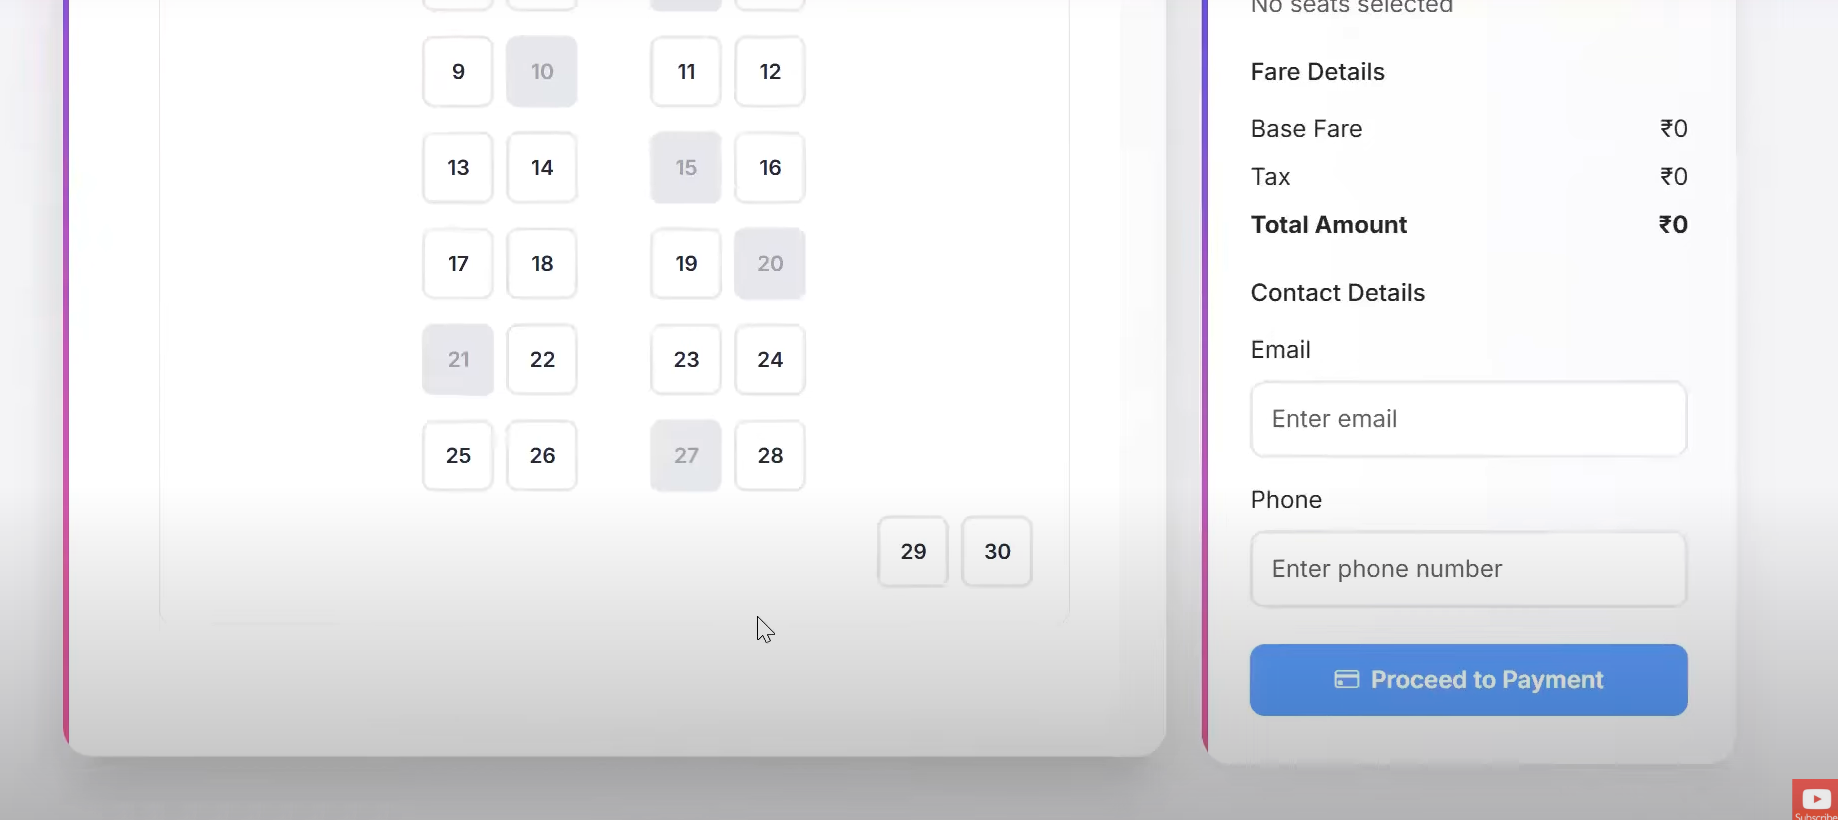 No seats selected
9 10 11 12
13 14 15 16
17 18 19 20
21 22 23 24
25 26 27 28
29 30
Fare Details
Base Fare ₹0
Tax ₹0
Total Amount ₹0
Contact Details
Email
Enter email
Phone
Enter phone number
Proceed to Payment
Subscribe